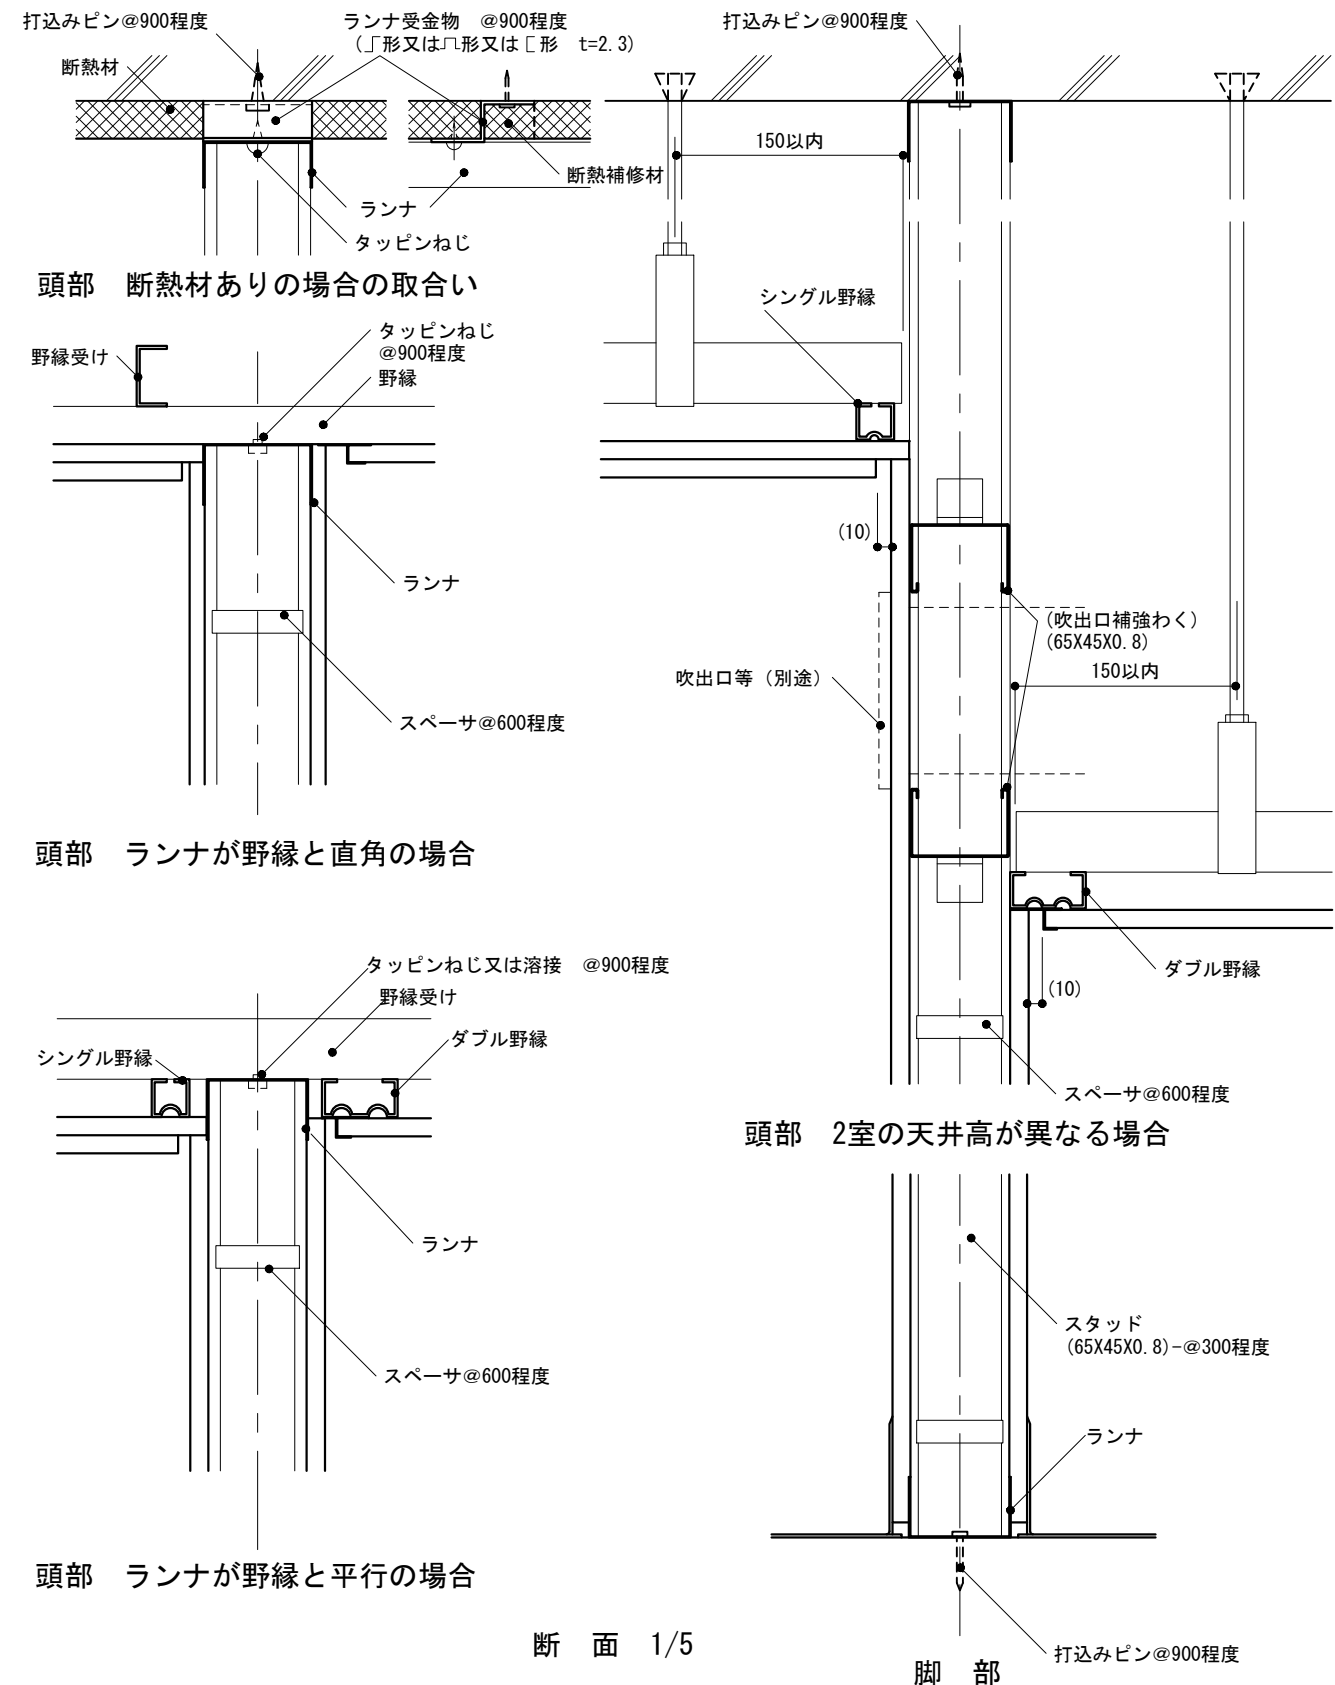 打込みピン@900程度
ランナ受金物　@900程度
形又は 形又は 形　t=2.3)
断熱材
断熱補修材
ランナ
タッピンねじ
頭部　断熱材ありの場合の取合い
タッピンねじ
@900程度
野縁受け
野縁
ランナ
スペーサ@600程度
頭部　ランナが野縁と直角の場合
タッピンねじ又は溶接　@900程度
野縁受け
ダブル野縁
シングル野縁
ランナ
スペーサ@600程度
頭部　ランナが野縁と平行の場合
打込みピン@900程度
150以内
シングル野縁
(10)
(吹出口補強わく)
(65X45X0.8)
150以内
吹出口等（別途）
ダブル野縁
(10)
スペーサ@600程度
頭部　2室の天井高が異なる場合
スタッド
(65X45X0.8)-@300程度
ランナ
打込みピン@900程度
脚　部
断　面　1/5